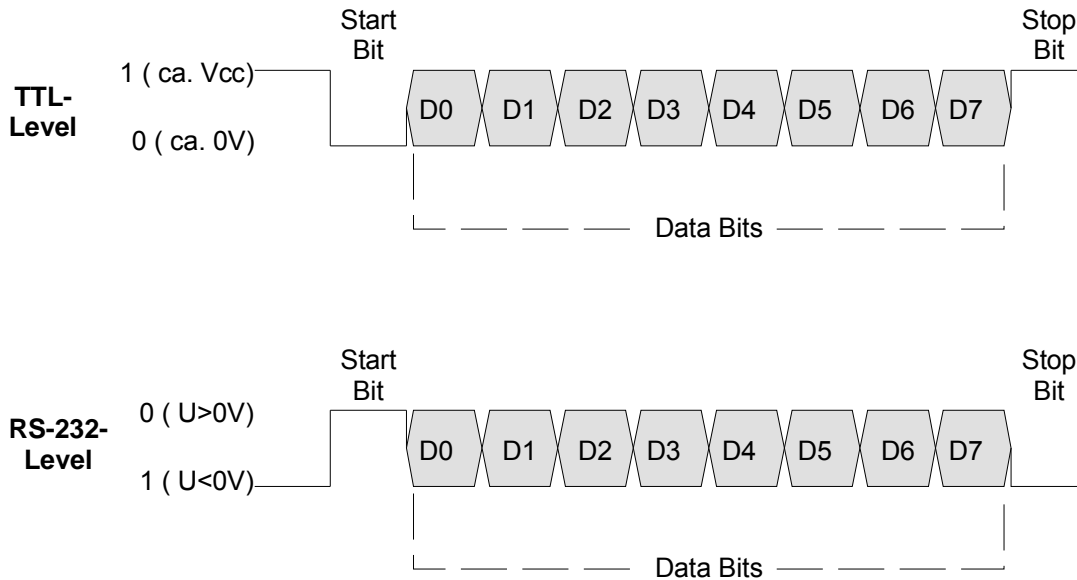 Start
Bit
Stop
Bit
1 ( ca. Vcc)
TTL-
Level
0 ( ca. 0V)
D0 D1 D2 D3 D4 D5 D6 D7
Data Bits
Start
Bit
Stop
Bit
0 ( U>0V)
RS-232-
Level
1 ( U<0V)
D0 D1 D2 D3 D4 D5 D6 D7
Data Bits